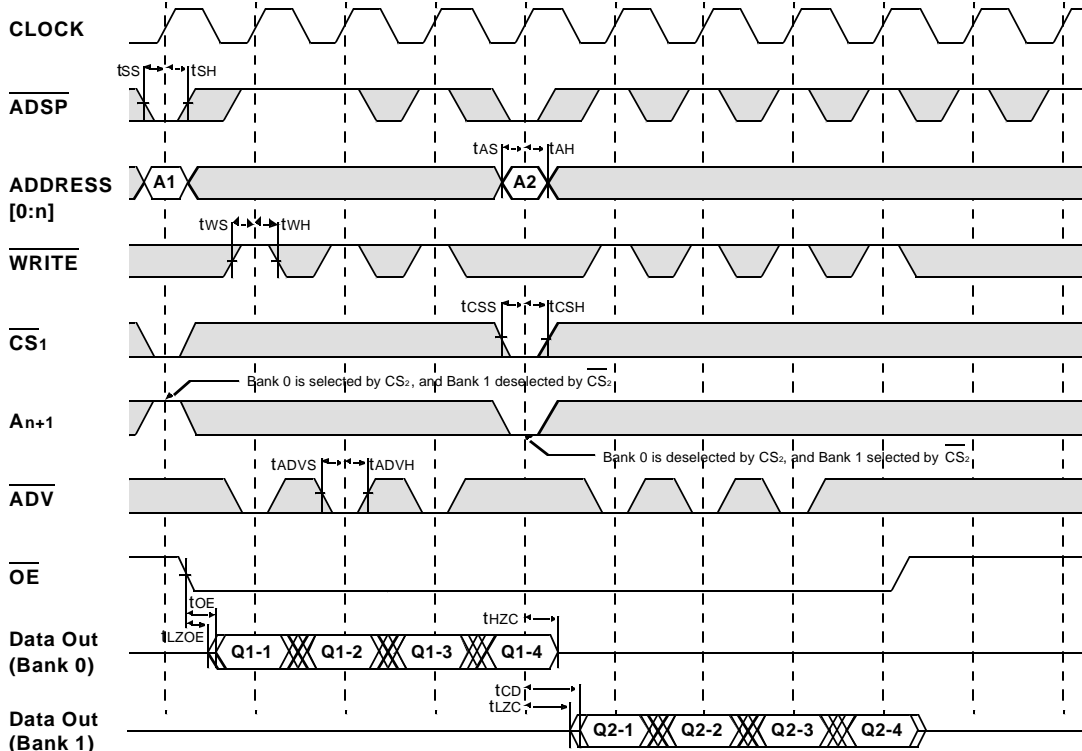 CLOCK
tSS tSH
ADSP
tAS tAH
ADDRESS
[0:n]
A1 A2
tWS tWH
WRITE
tCSS tCSH
CS1
Bank 0 is selected by CS2, and Bank 1 deselected by CS2
An+1
Bank 0 is deselected by CS2, and Bank 1 selected by CS2
tADVS tADVH
ADV
OE
tOE
tHZC
tLZOE
Data Out
(Bank 0)
Q1-1 Q1-2 Q1-3 Q1-4
tCD
tLZC
Data Out
(Bank 1)
Q2-1 Q2-2 Q2-3 Q2-4